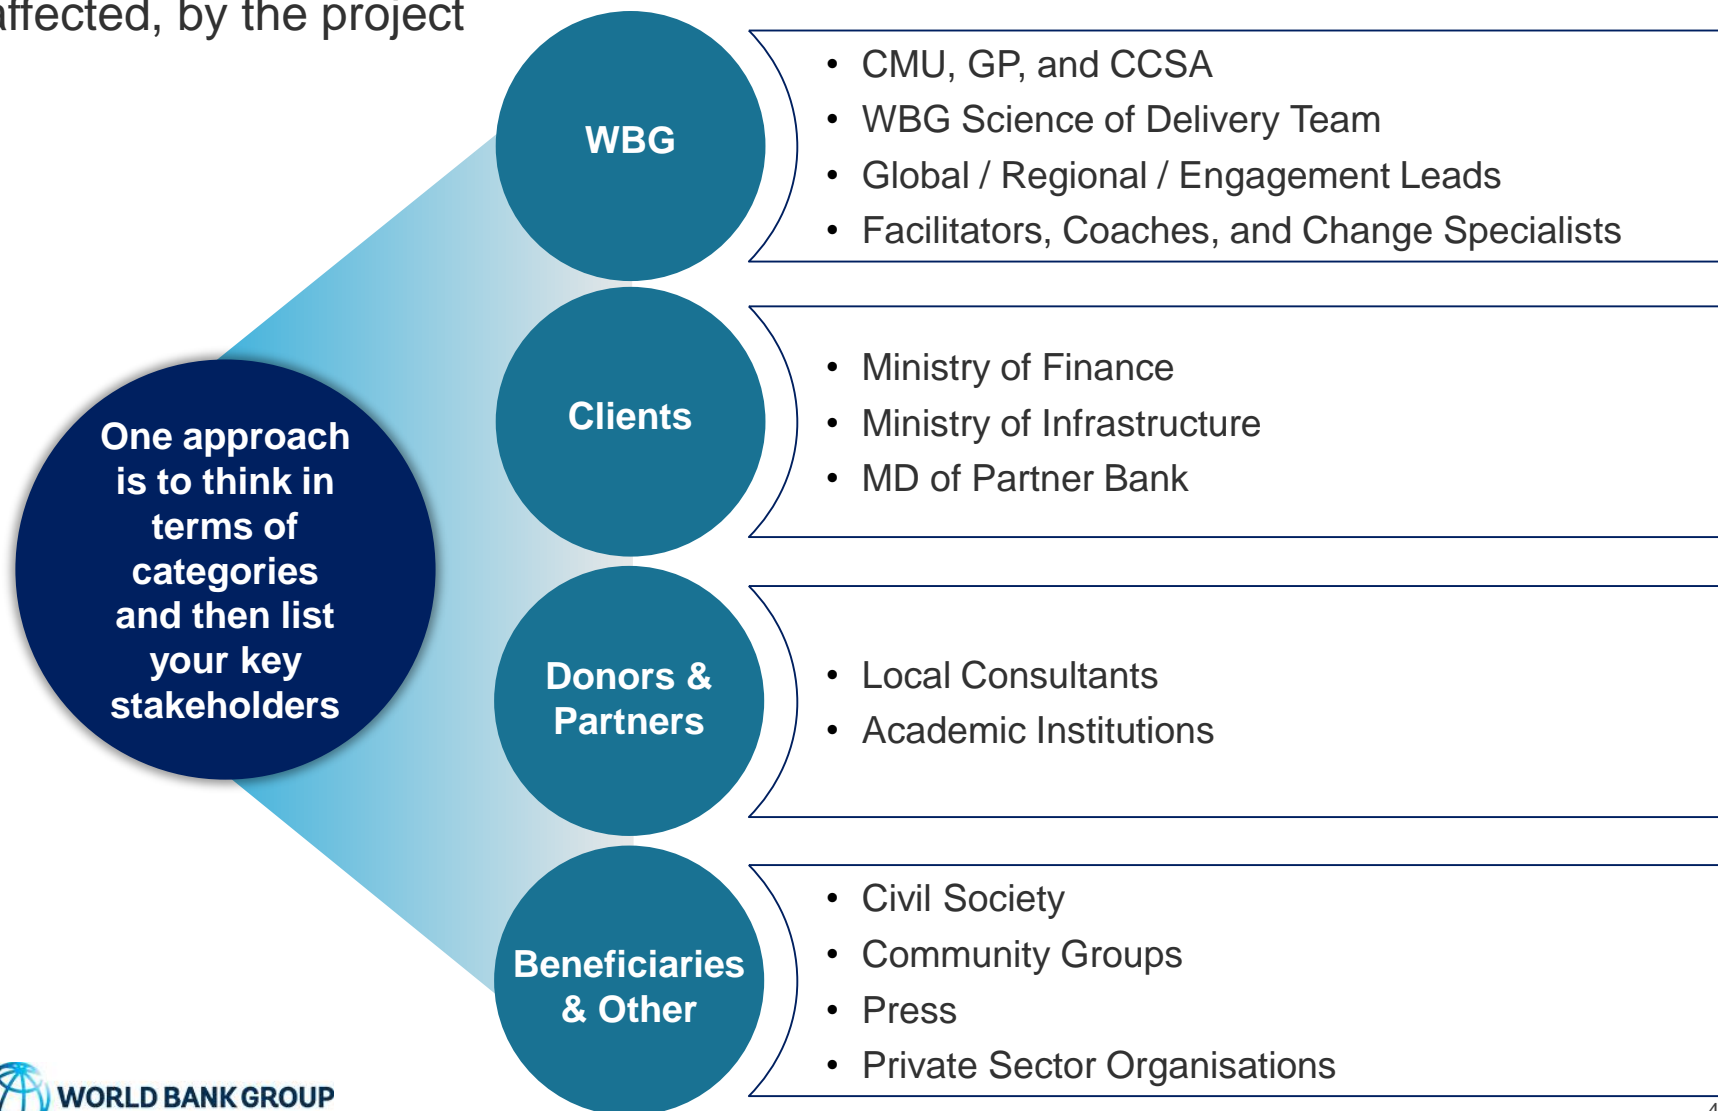 affected, by the project
WBG
• CMU, GP, and CCSA
• WBG Science of Delivery Team
• Global / Regional / Engagement Leads
• Facilitators, Coaches, and Change Specialists
One approach
is to think in
terms of
categories
and then list
your key
stakeholders
Clients
• Ministry of Finance
• Ministry of Infrastructure
• MD of Partner Bank
Donors &
Partners
• Local Consultants
• Academic Institutions
Beneficiaries
& Other
• Civil Society
• Community Groups
• Press
• Private Sector Organisations
WORLD BANK GROUP